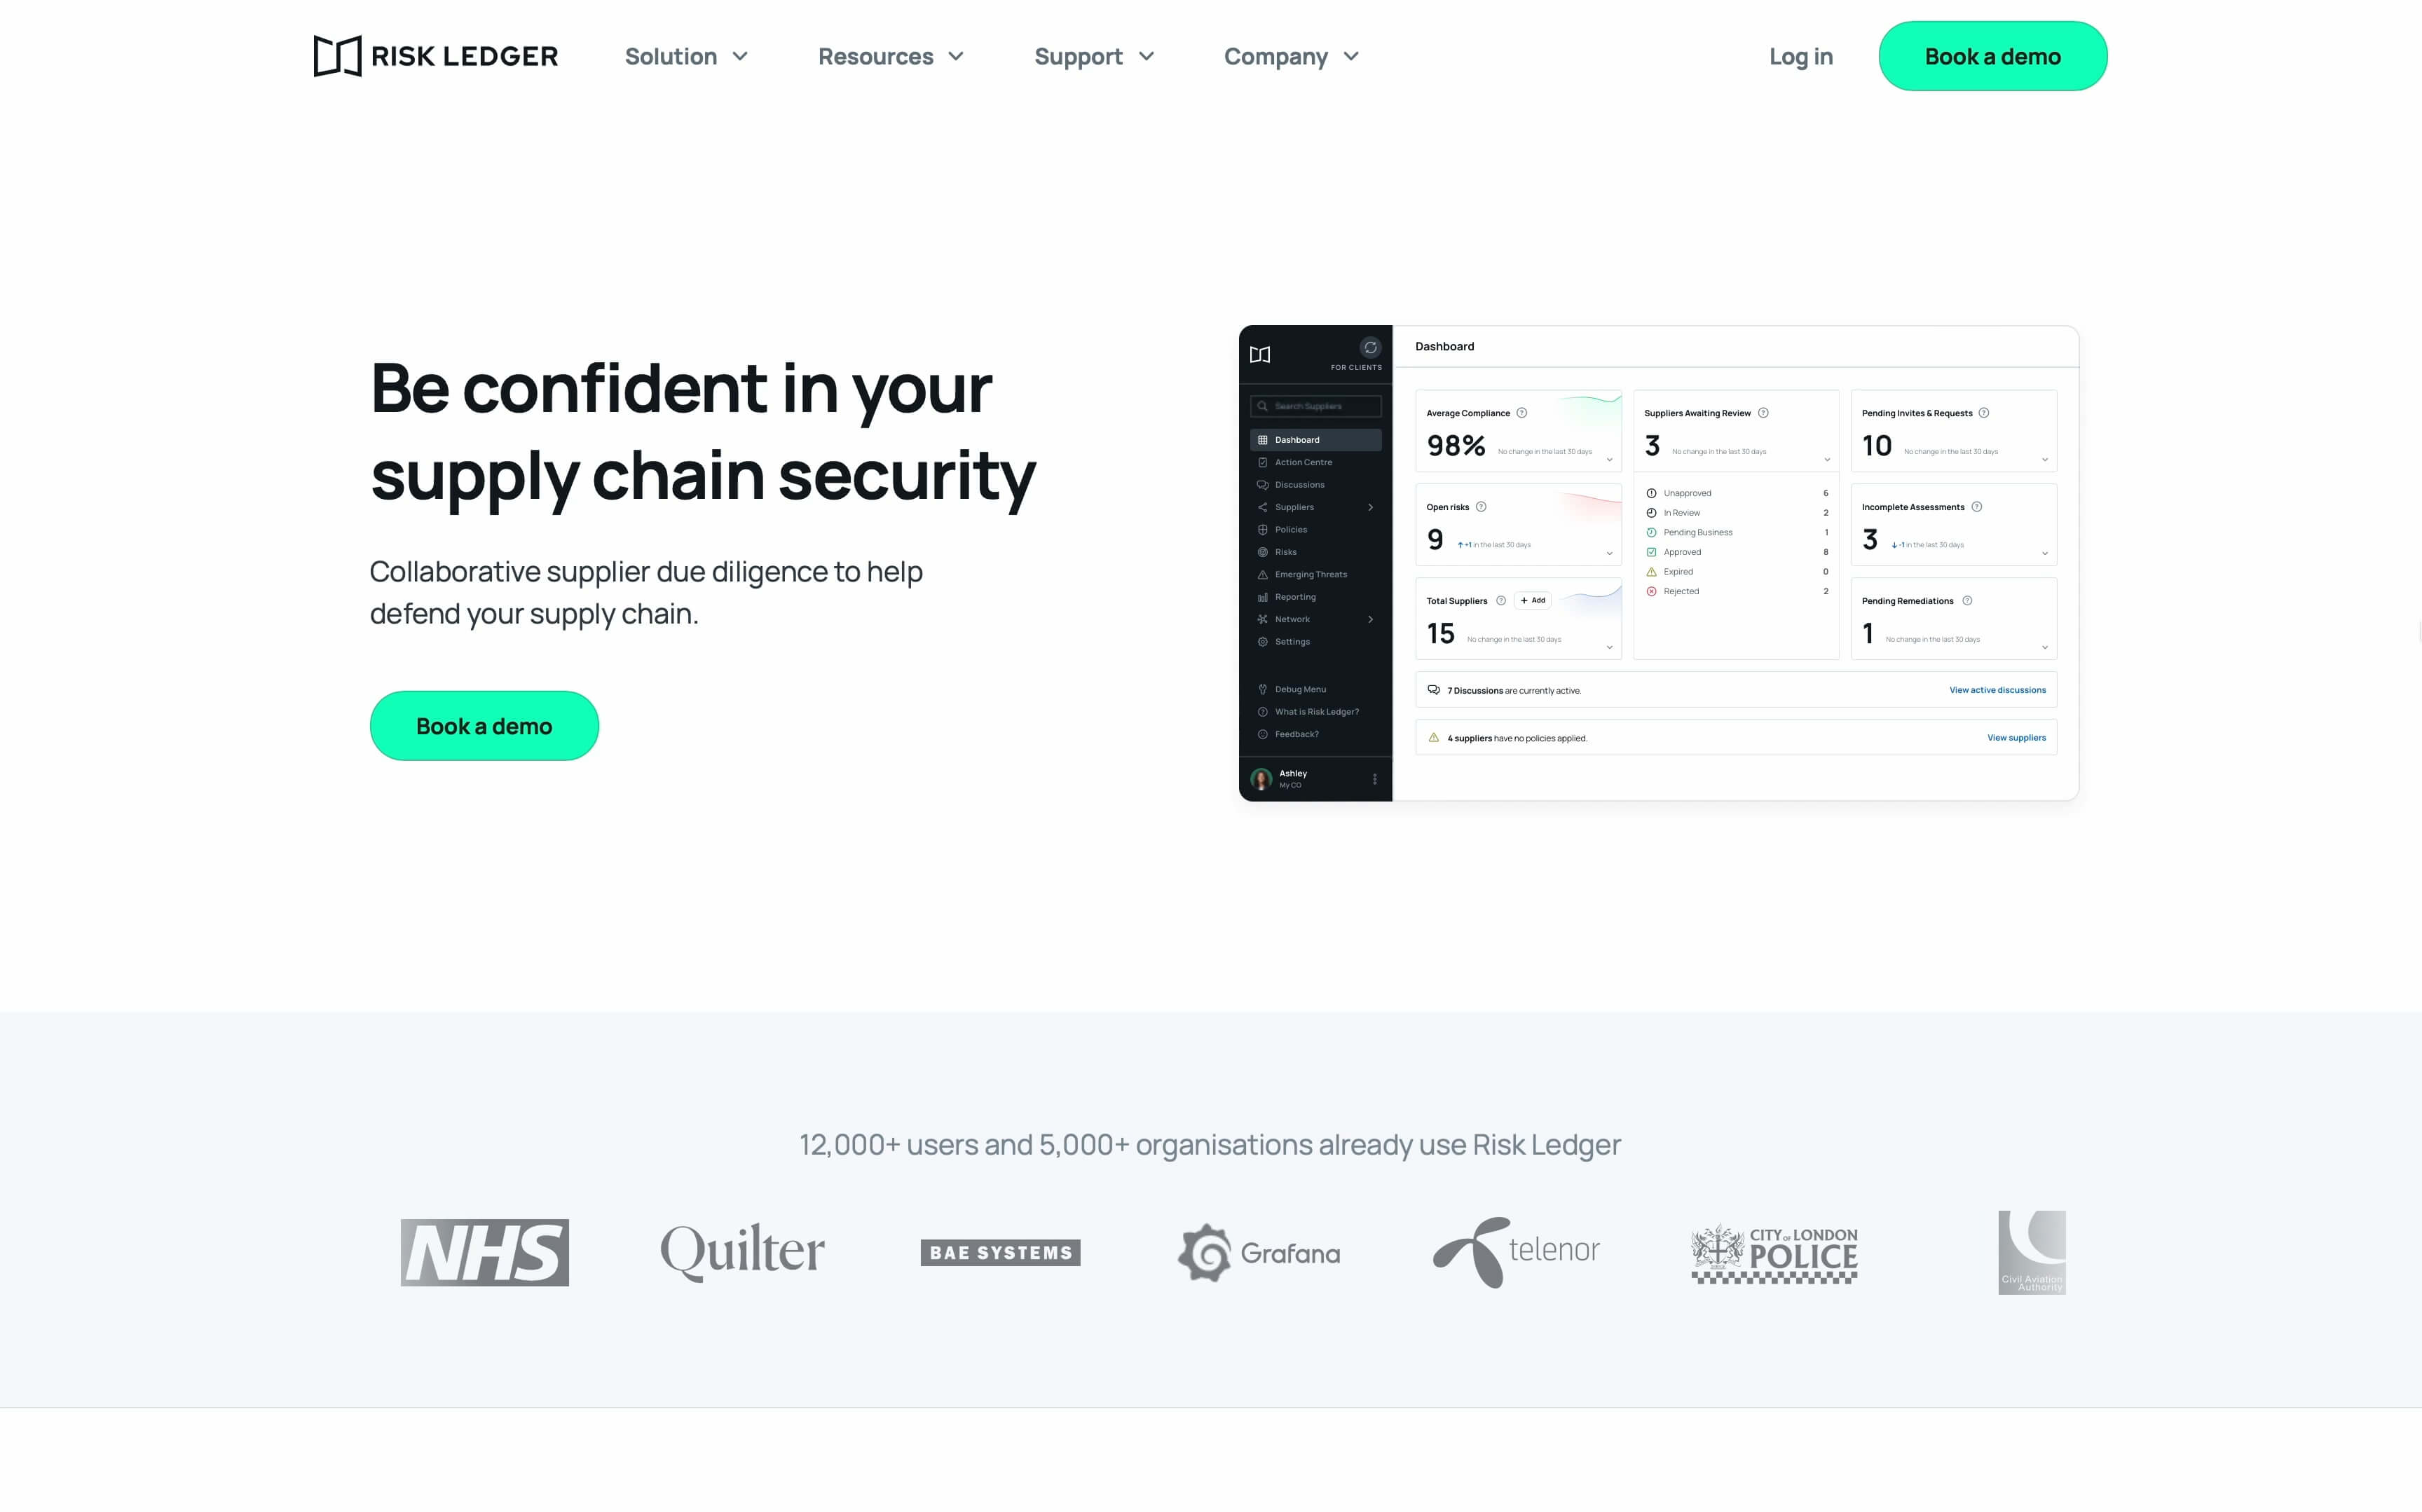 RISK LEDGER
Solution
Resources
Support
Company
Log in
Book a demo
Be confident in your
supply chain security
Collaborative supplier due diligence to help
defend your supply chain.
Book a demo
FOR CLIENTS
Search Suppliers
Dashboard
Action Centre
Discussions
Suppliers
Policies
Risks
Emerging Threats
Reporting
Network
Settings
Debug Menu
What is Risk Ledger?
Feedback?
Ashley
My CO
Dashboard
Average Compliance
98% No change in the last 30 days
Open risks
9 +1 in the last 30 days
Total Suppliers + Add
15 No change in the last 30 days
Suppliers Awaiting Review
3 No change in the last 30 days
Unapproved 6
In Review 2
Pending Business 1
Approved 8
Expired 0
Rejected 2
Pending Invites & Requests
10 No change in the last 30 days
Incomplete Assessments
3 -1 in the last 30 days
Pending Remediations
1 No change in the last 30 days
7 Discussions are currently active. View active discussions
4 suppliers have no policies applied. View suppliers
12,000+ users and 5,000+ organisations already use Risk Ledger
NHS
Quilter
BAE SYSTEMS
Grafana
telenor
CITY OF LONDON
POLICE
Civil Aviation
Authority